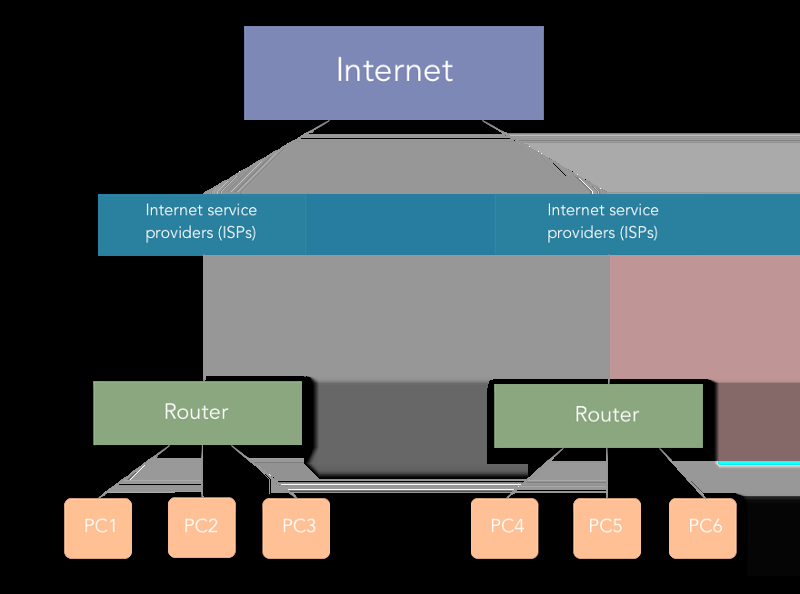 Internet
Internet service
providers (ISPs)
Internet service
providers (ISPs)
Router
Router
PC1
PC2
PC3
PC4
PC5
PC6